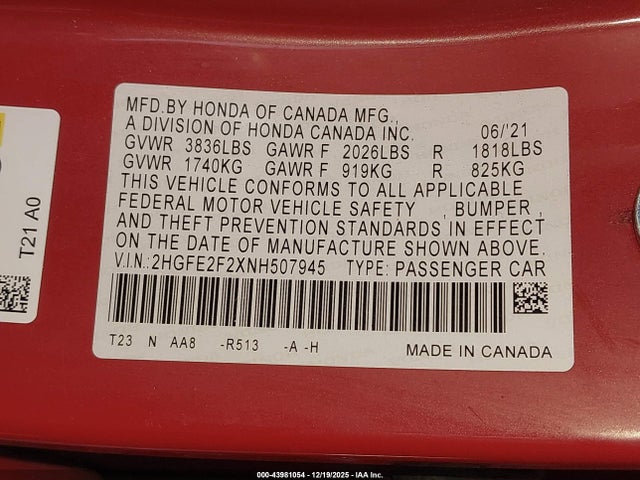 MFD.BY HONDA OF CANADA MFG.,
A DIVISION OF HONDA CANADA INC. 06/'21
GVWR 3836LBS GAWR F 2026LBS R 1818LBS
GVWR 1740KG GAWR F 919KG R 825KG
THIS VEHICLE CONFORMS TO ALL APPLICABLE
FEDERAL MOTOR VEHICLE SAFETY , BUMPER ,
AND THEFT PREVENTION STANDARDS IN EFFECT
ON THE DATE OF MANUFACTURE SHOWN ABOVE.
V.I.N.:2HGFE2F2XNH507945 TYPE: PASSENGER CAR
T23 N AA8 -R513 -A -H
MADE IN CANADA
T21 A0
000-43981054 / 12/19/2025 - IAA Inc.